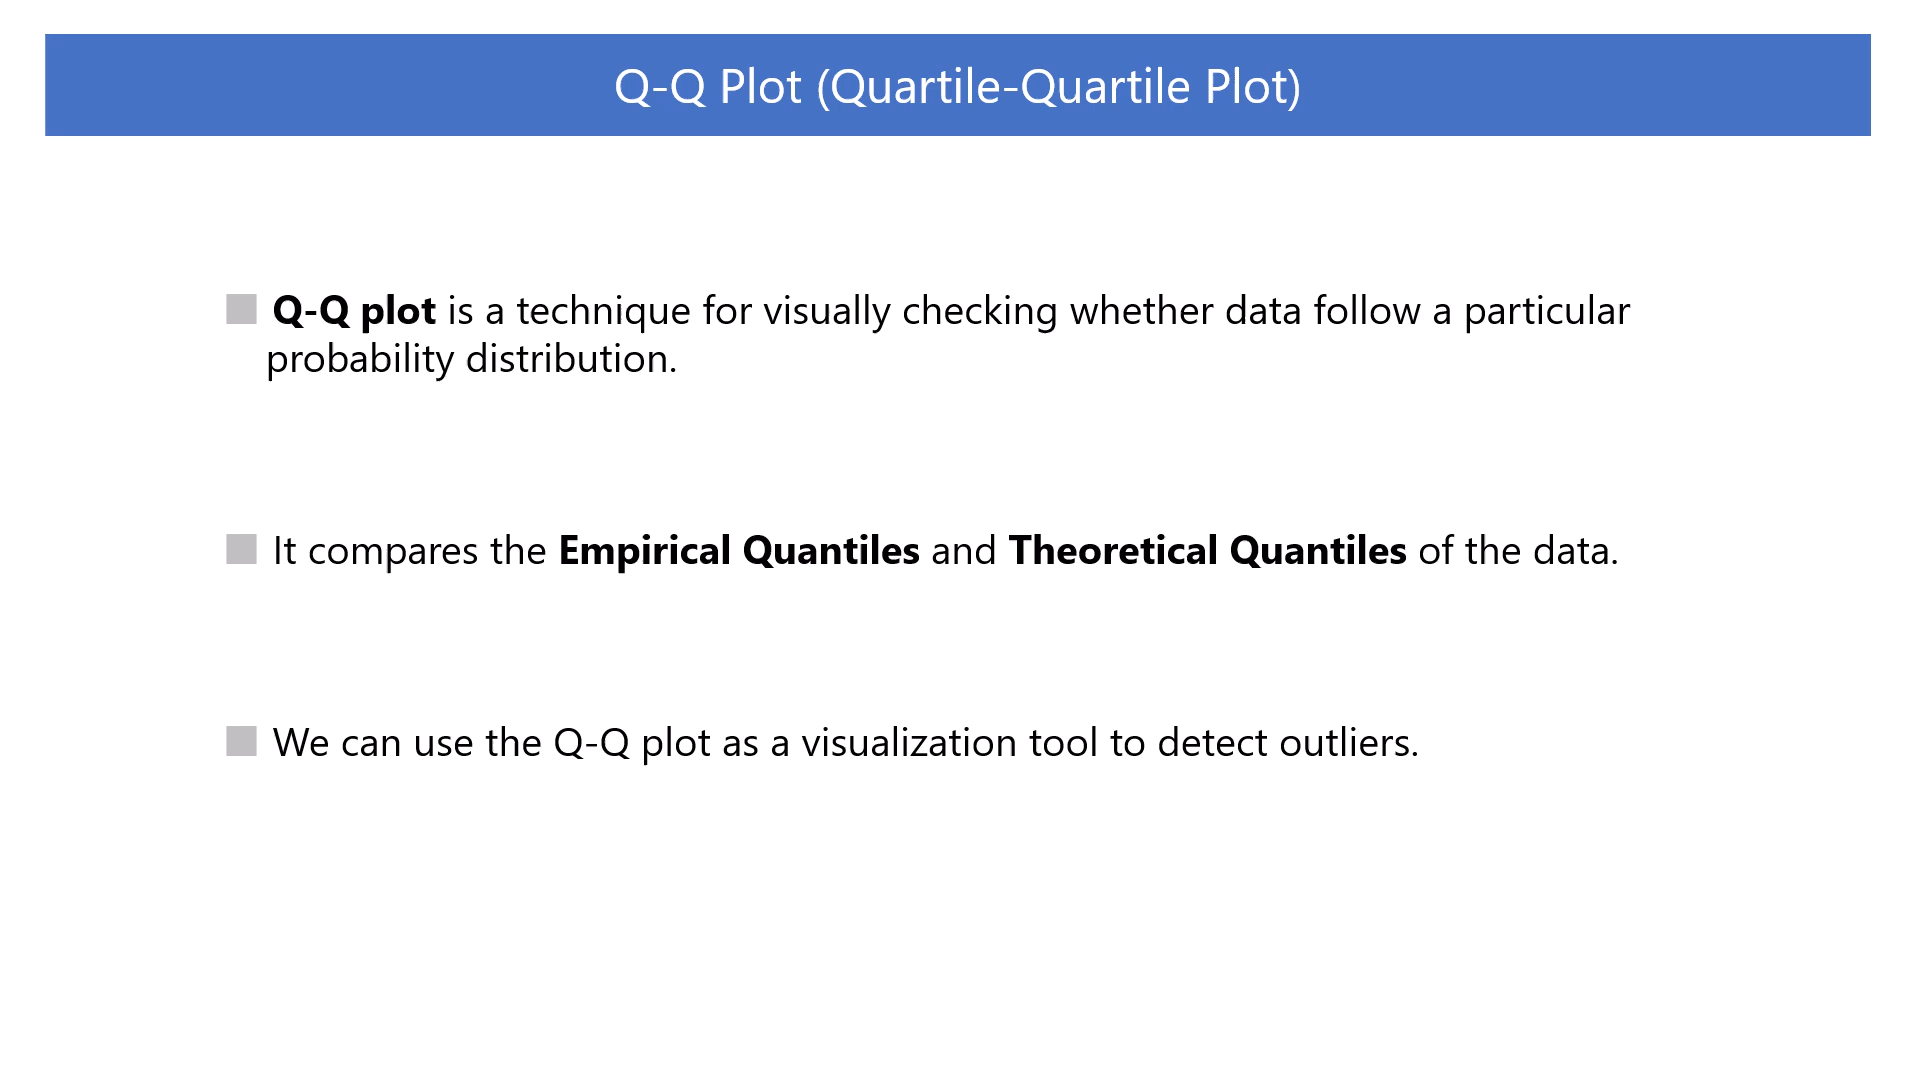 Q-Q Plot (Quartile-Quartile Plot)
Q-Q plot is a technique for visually checking whether data follow a particular
probability distribution.
It compares the Empirical Quantiles and Theoretical Quantiles of the data.
We can use the Q-Q plot as a visualization tool to detect outliers.